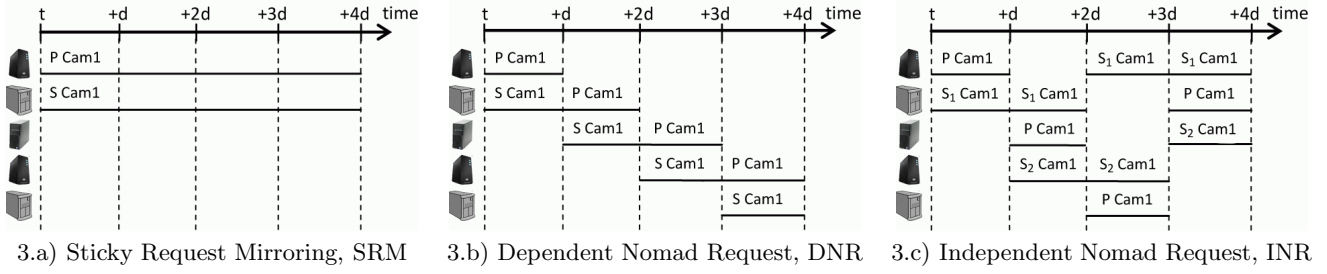 t +d +2d +3d +4d time
P Cam1
S Cam1
3.a) Sticky Request Mirroring, SRM
t +d +2d +3d +4d time
P Cam1
S Cam1 P Cam1
S Cam1 P Cam1
S Cam1 P Cam1
S Cam1
3.b) Dependent Nomad Request, DNR
t +d +2d +3d +4d time
P Cam1 S₁ Cam1 S₁ Cam1
S₁ Cam1 S₁ Cam1 P Cam1
P Cam1 S₂ Cam1
S₂ Cam1 S₂ Cam1
P Cam1
3.c) Independent Nomad Request, INR